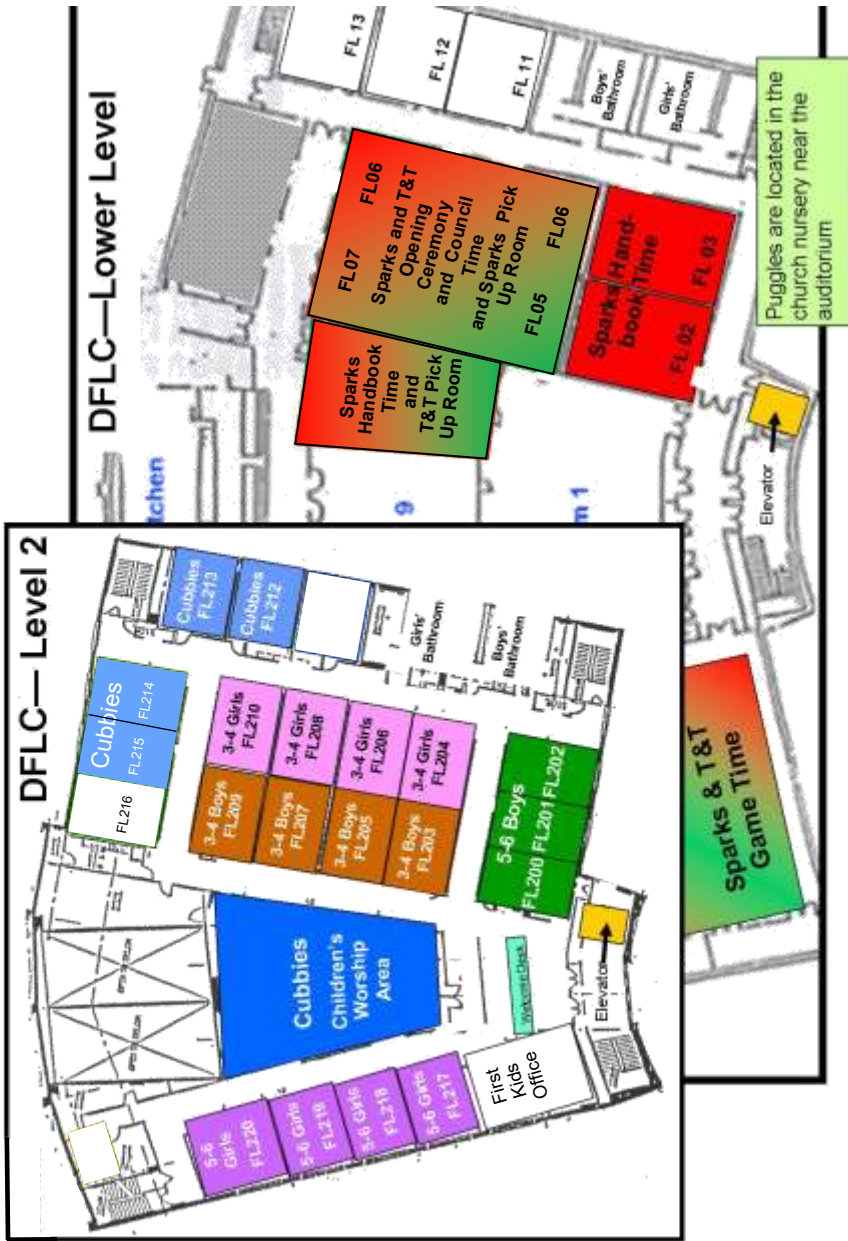 DFLC—Lower Level
FL 13
FL 12
FL 11
Boys'
Bathroom
Girls'
Bathroom
FL07
FL06
Sparks and T&T
Opening
Ceremony
and Council
Time
and Sparks Pick
Up Room
FL05
FL06
Sparks
Handbook
Time
and
T&T Pick
Up Room
Sparks Hand-
book Time
FL 02
FL 03
Puggles are located in the
church nursery near the
auditorium
Elevator
tchen
9
m 1
Sparks & T&T
Game Time
DFLC— Level 2
Cubbies
FL213
Cubbies
FL212
Girls'
Bathroom
Boys'
Bathroom
Cubbies
FL214
FL215
FL216
3-4 Girls
FL210
3-4 Girls
FL208
3-4 Girls
FL206
3-4 Girls
FL204
3-4 Boys
FL209
3-4 Boys
FL207
3-4 Boys
FL205
3-4 Boys
FL203
5-6 Boys
FL200 FL201 FL202
Cubbies
Children's
Worship
Area
Welcome Desk
Elevator
First
Kids
Office
5-6
Girls
FL220
5-6 Girls
FL219
5-6 Girls
FL218
5-6 Girls
FL217